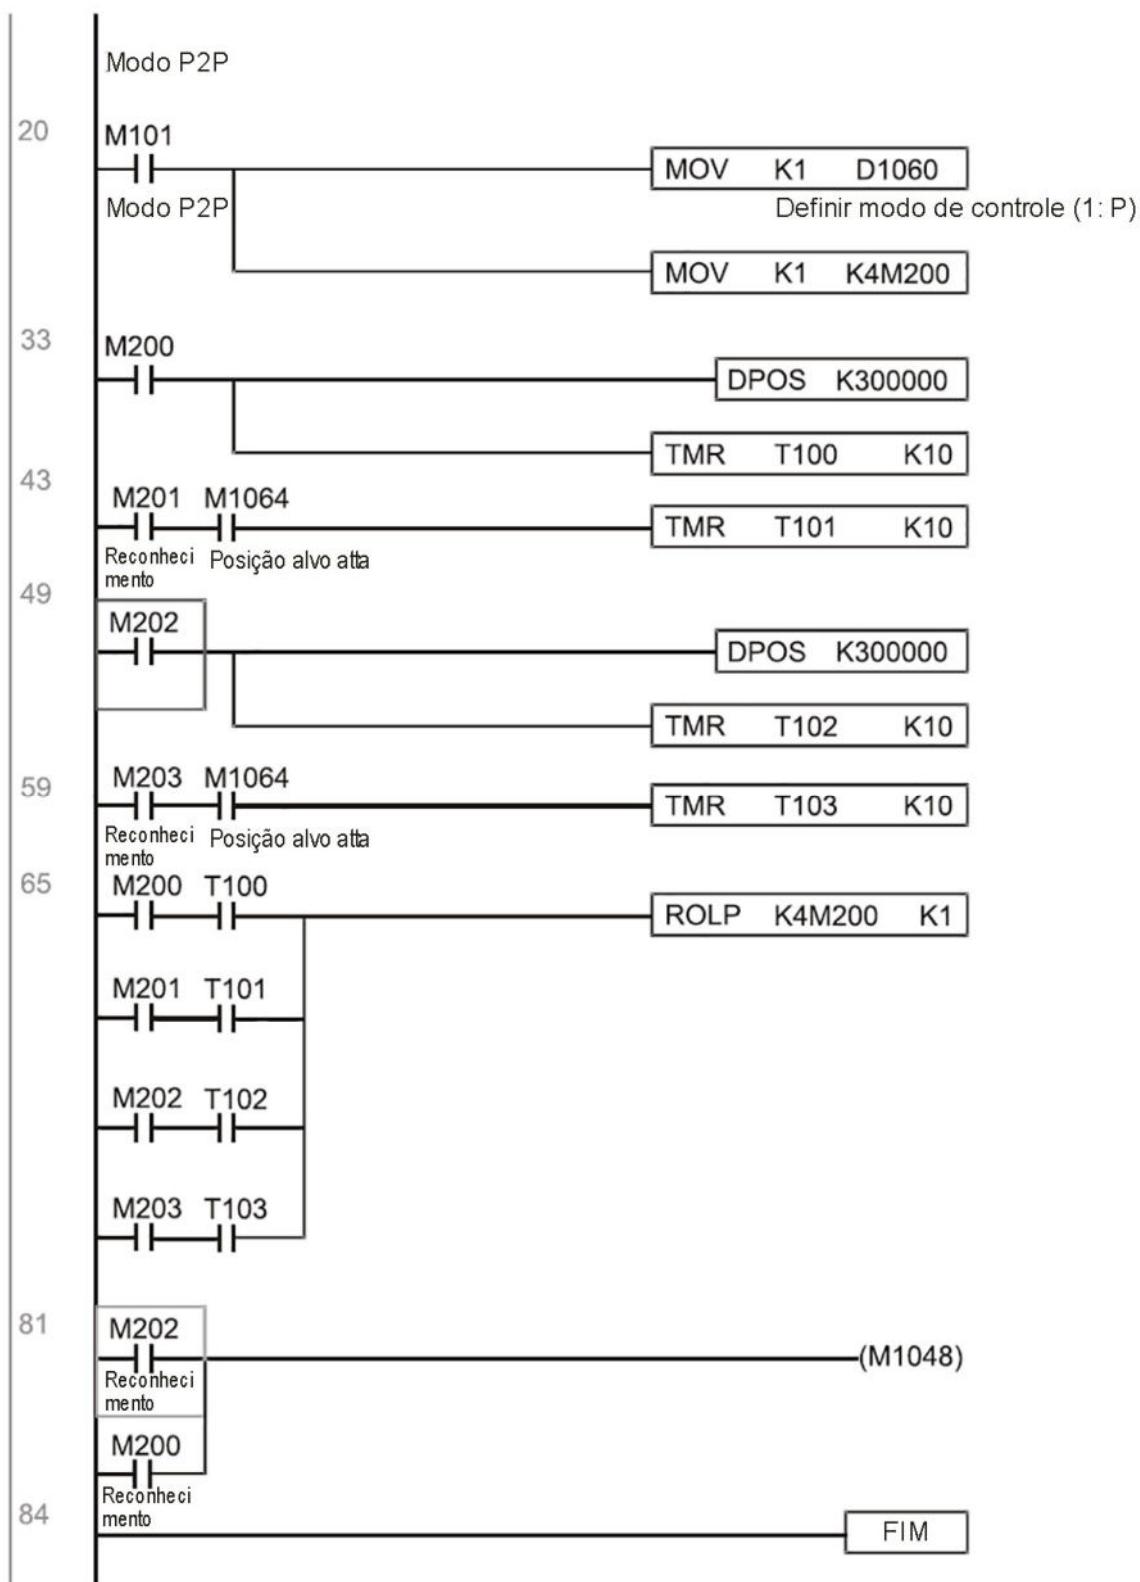 Modo P2P
20
M101
MOV K1 D1060
Modo P2P
Definir modo de controle (1: P)
MOV K1 K4M200
33
M200
DPOS K300000
TMR T100 K10
43
M201 M1064
TMR T101 K10
Reconheci
mento
Posição alvo atta
49
M202
DPOS K300000
TMR T102 K10
59
M203 M1064
TMR T103 K10
Reconheci
mento
Posição alvo atta
65
M200 T100
ROLP K4M200 K1
M201 T101
M202 T102
M203 T103
81
M202
(M1048)
Reconheci
mento
M200
Reconheci
mento
84
FIM